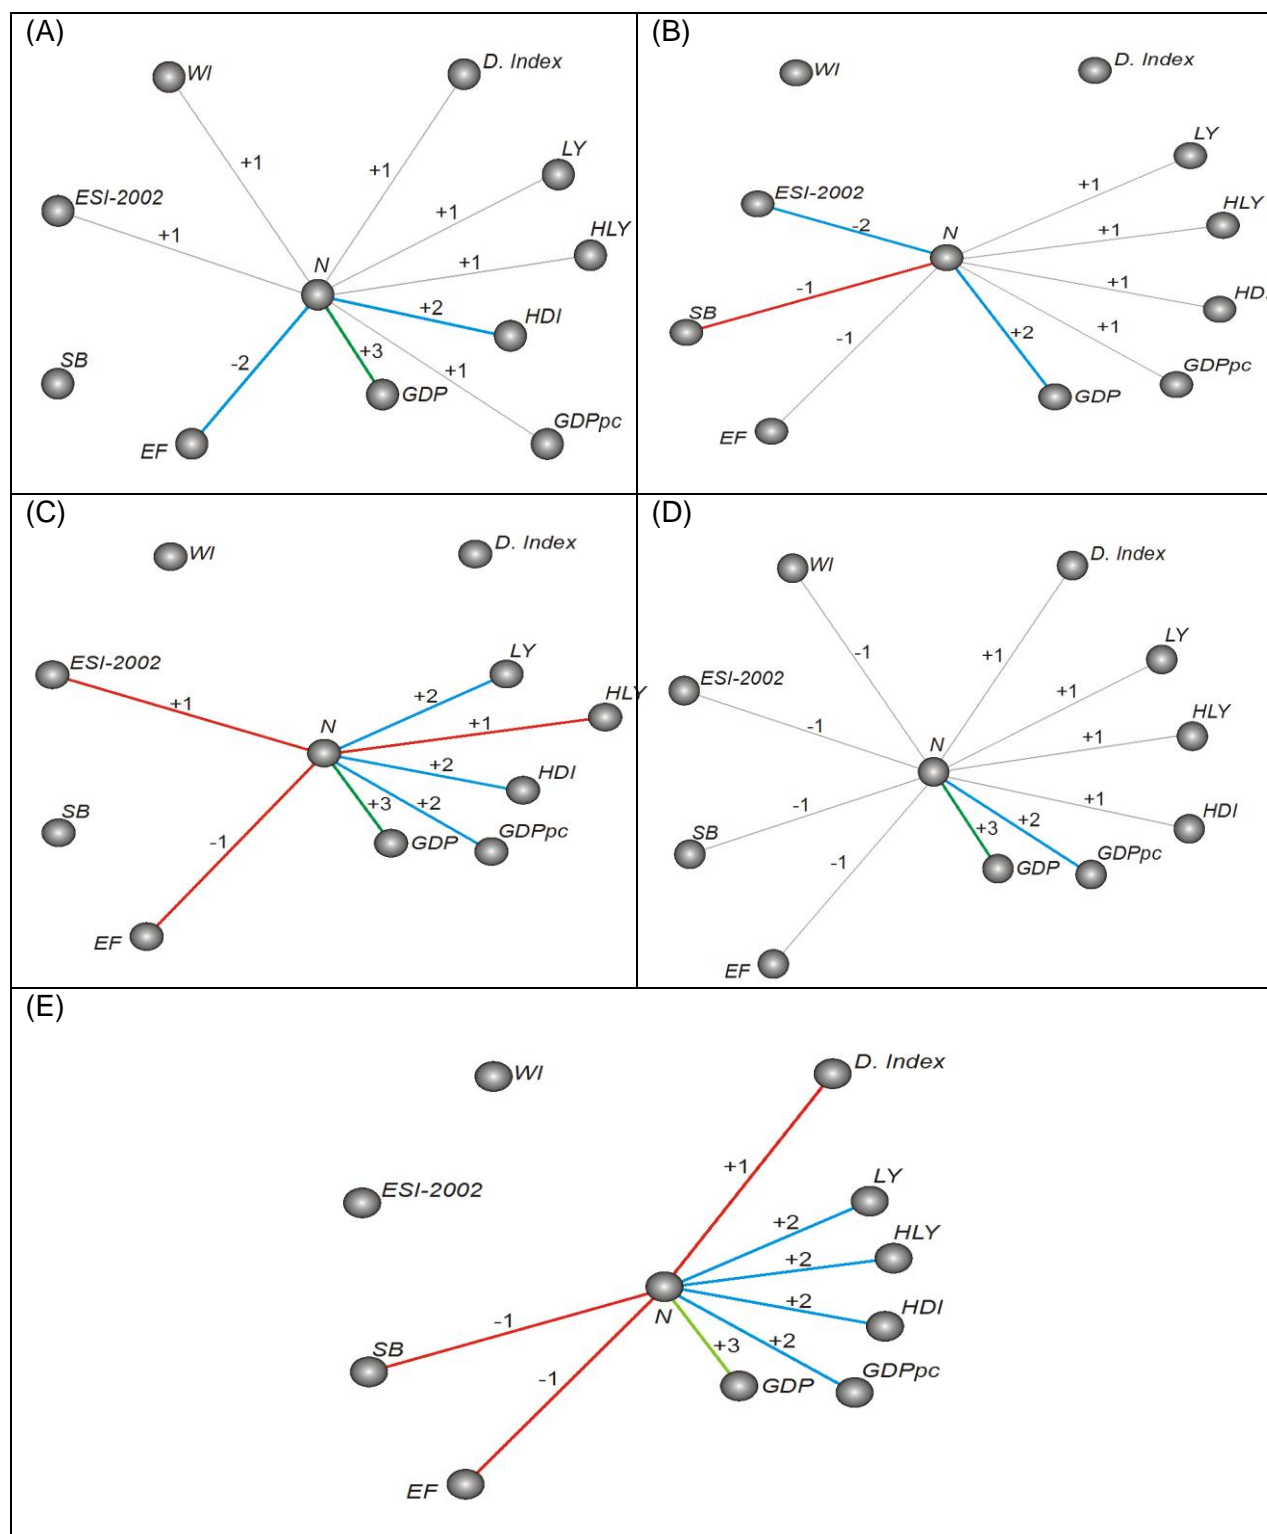 (A)
WI
D. Index
+1
+1
LY
ESI-2002
+1
+1
HLY
N
+1
+2
HDI
+3
SB
-2
+1
GDP
GDPpc
EF
(B)
WI
D. Index
LY
+1
ESI-2002
-2
HLY
N
+1
-1
+1
HDI
SB
-1
+2
+1
GDPpc
GDP
EF
(C)
WI
D. Index
ESI-2002
LY
+1
+2
HLY
N
+1
+2
HDI
SB
+3
+2
-1
GDP
GDPpc
EF
(D)
WI
D. Index
-1
+1
LY
ESI-2002
+1
-1
HLY
N
+1
-1
+1
HDI
SB
+3
+2
-1
GDP
GDPpc
EF
(E)
WI
D. Index
+1
LY
ESI-2002
+2
HLY
+2
+2
HDI
N
-1
SB
+3
+2
-1
GDP
GDPpc
EF